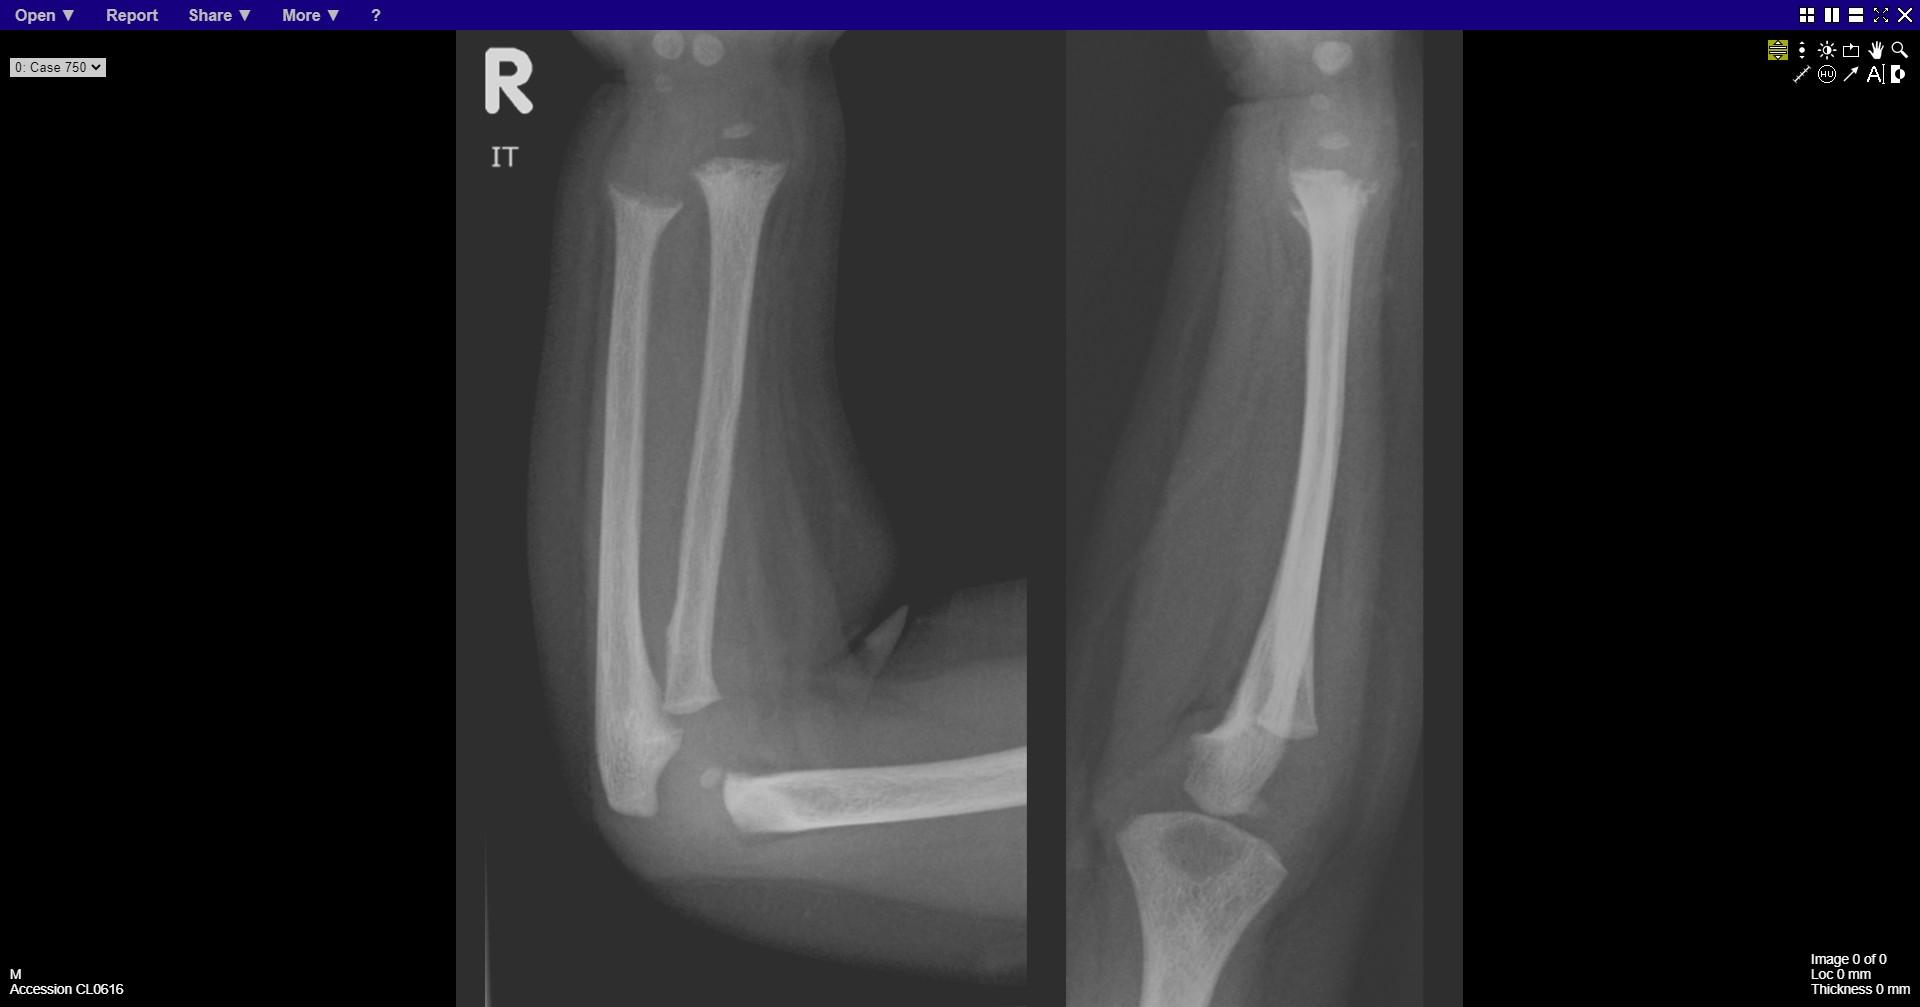 Open ▼ Report Share ▼ More ▼ ?
0: Case 750
HU
A
R
IT
M
Accession CL0616
Image 0 of 0
Loc 0 mm
Thickness 0 mm